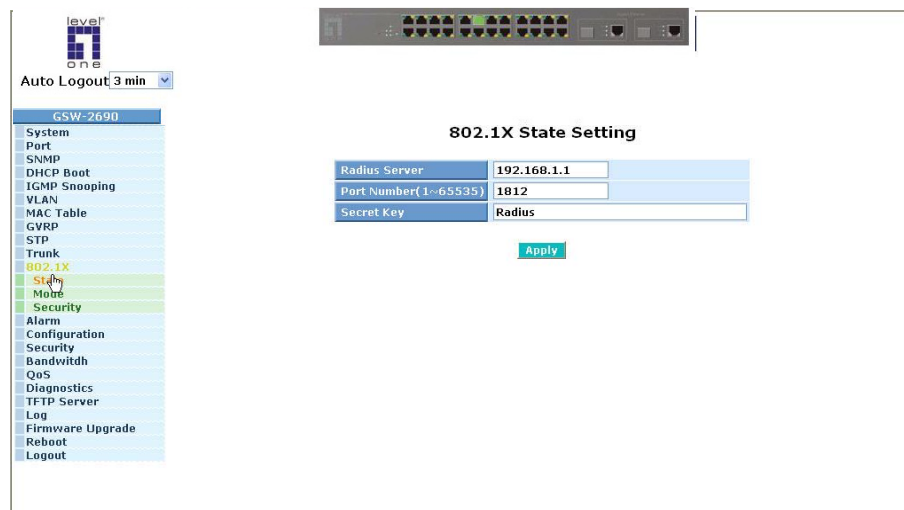 level
one
Auto Logout 3 min
GSW-2690
System
Port
SNMP
DHCP Boot
IGMP Snooping
VLAN
MAC Table
GVRP
STP
Trunk
802.1X
State
Mode
Security
Alarm
Configuration
Security
Bandwitdh
QoS
Diagnostics
TFTP Server
Log
Firmware Upgrade
Reboot
Logout
802.1X State Setting
Radius Server 192.168.1.1
Port Number(1~65535) 1812
Secret Key Radius
Apply